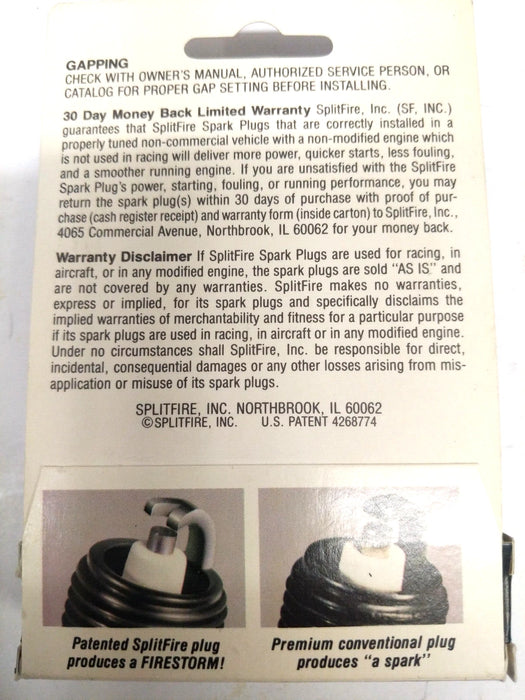 GAPPING
CHECK WITH OWNER'S MANUAL, AUTHORIZED SERVICE PERSON, OR
CATALOG FOR PROPER GAP SETTING BEFORE INSTALLING.
30 Day Money Back Limited Warranty SplitFire, Inc. (SF, INC.)
guarantees that SplitFire Spark Plugs that are correctly installed in a
properly tuned non-commercial vehicle with a non-modified engine which
is not used in racing will deliver more power, quicker starts, less fouling,
and a smoother running engine. If you are unsatisfied with the SplitFire
Spark Plug's power, starting, fouling, or running performance, you may
return the spark plug(s) within 30 days of purchase with proof of pur-
chase (cash register receipt) and warranty form (inside carton) to SplitFire, Inc.,
4065 Commercial Avenue, Northbrook, IL 60062 for your money back.
Warranty Disclaimer If SplitFire Spark Plugs are used for racing, in
aircraft, or in any modified engine, the spark plugs are sold "AS IS" and
are not covered by any warranties. SplitFire makes no warranties,
express or implied, for its spark plugs and specifically disclaims the
implied warranties of merchantability and fitness for a particular purpose
if its spark plugs are used in racing, in aircraft or in any modified engine.
Under no circumstances shall SplitFire, Inc. be responsible for direct,
incidental, consequential damages or any other losses arising from mis-
application or misuse of its spark plugs.
SPLITFIRE, INC. NORTHBROOK, IL 60062
©SPLITFIRE, INC. U.S. PATENT 4268774
Patented SplitFire plug
produces a FIRESTORM!
Premium conventional plug
produces "a spark"